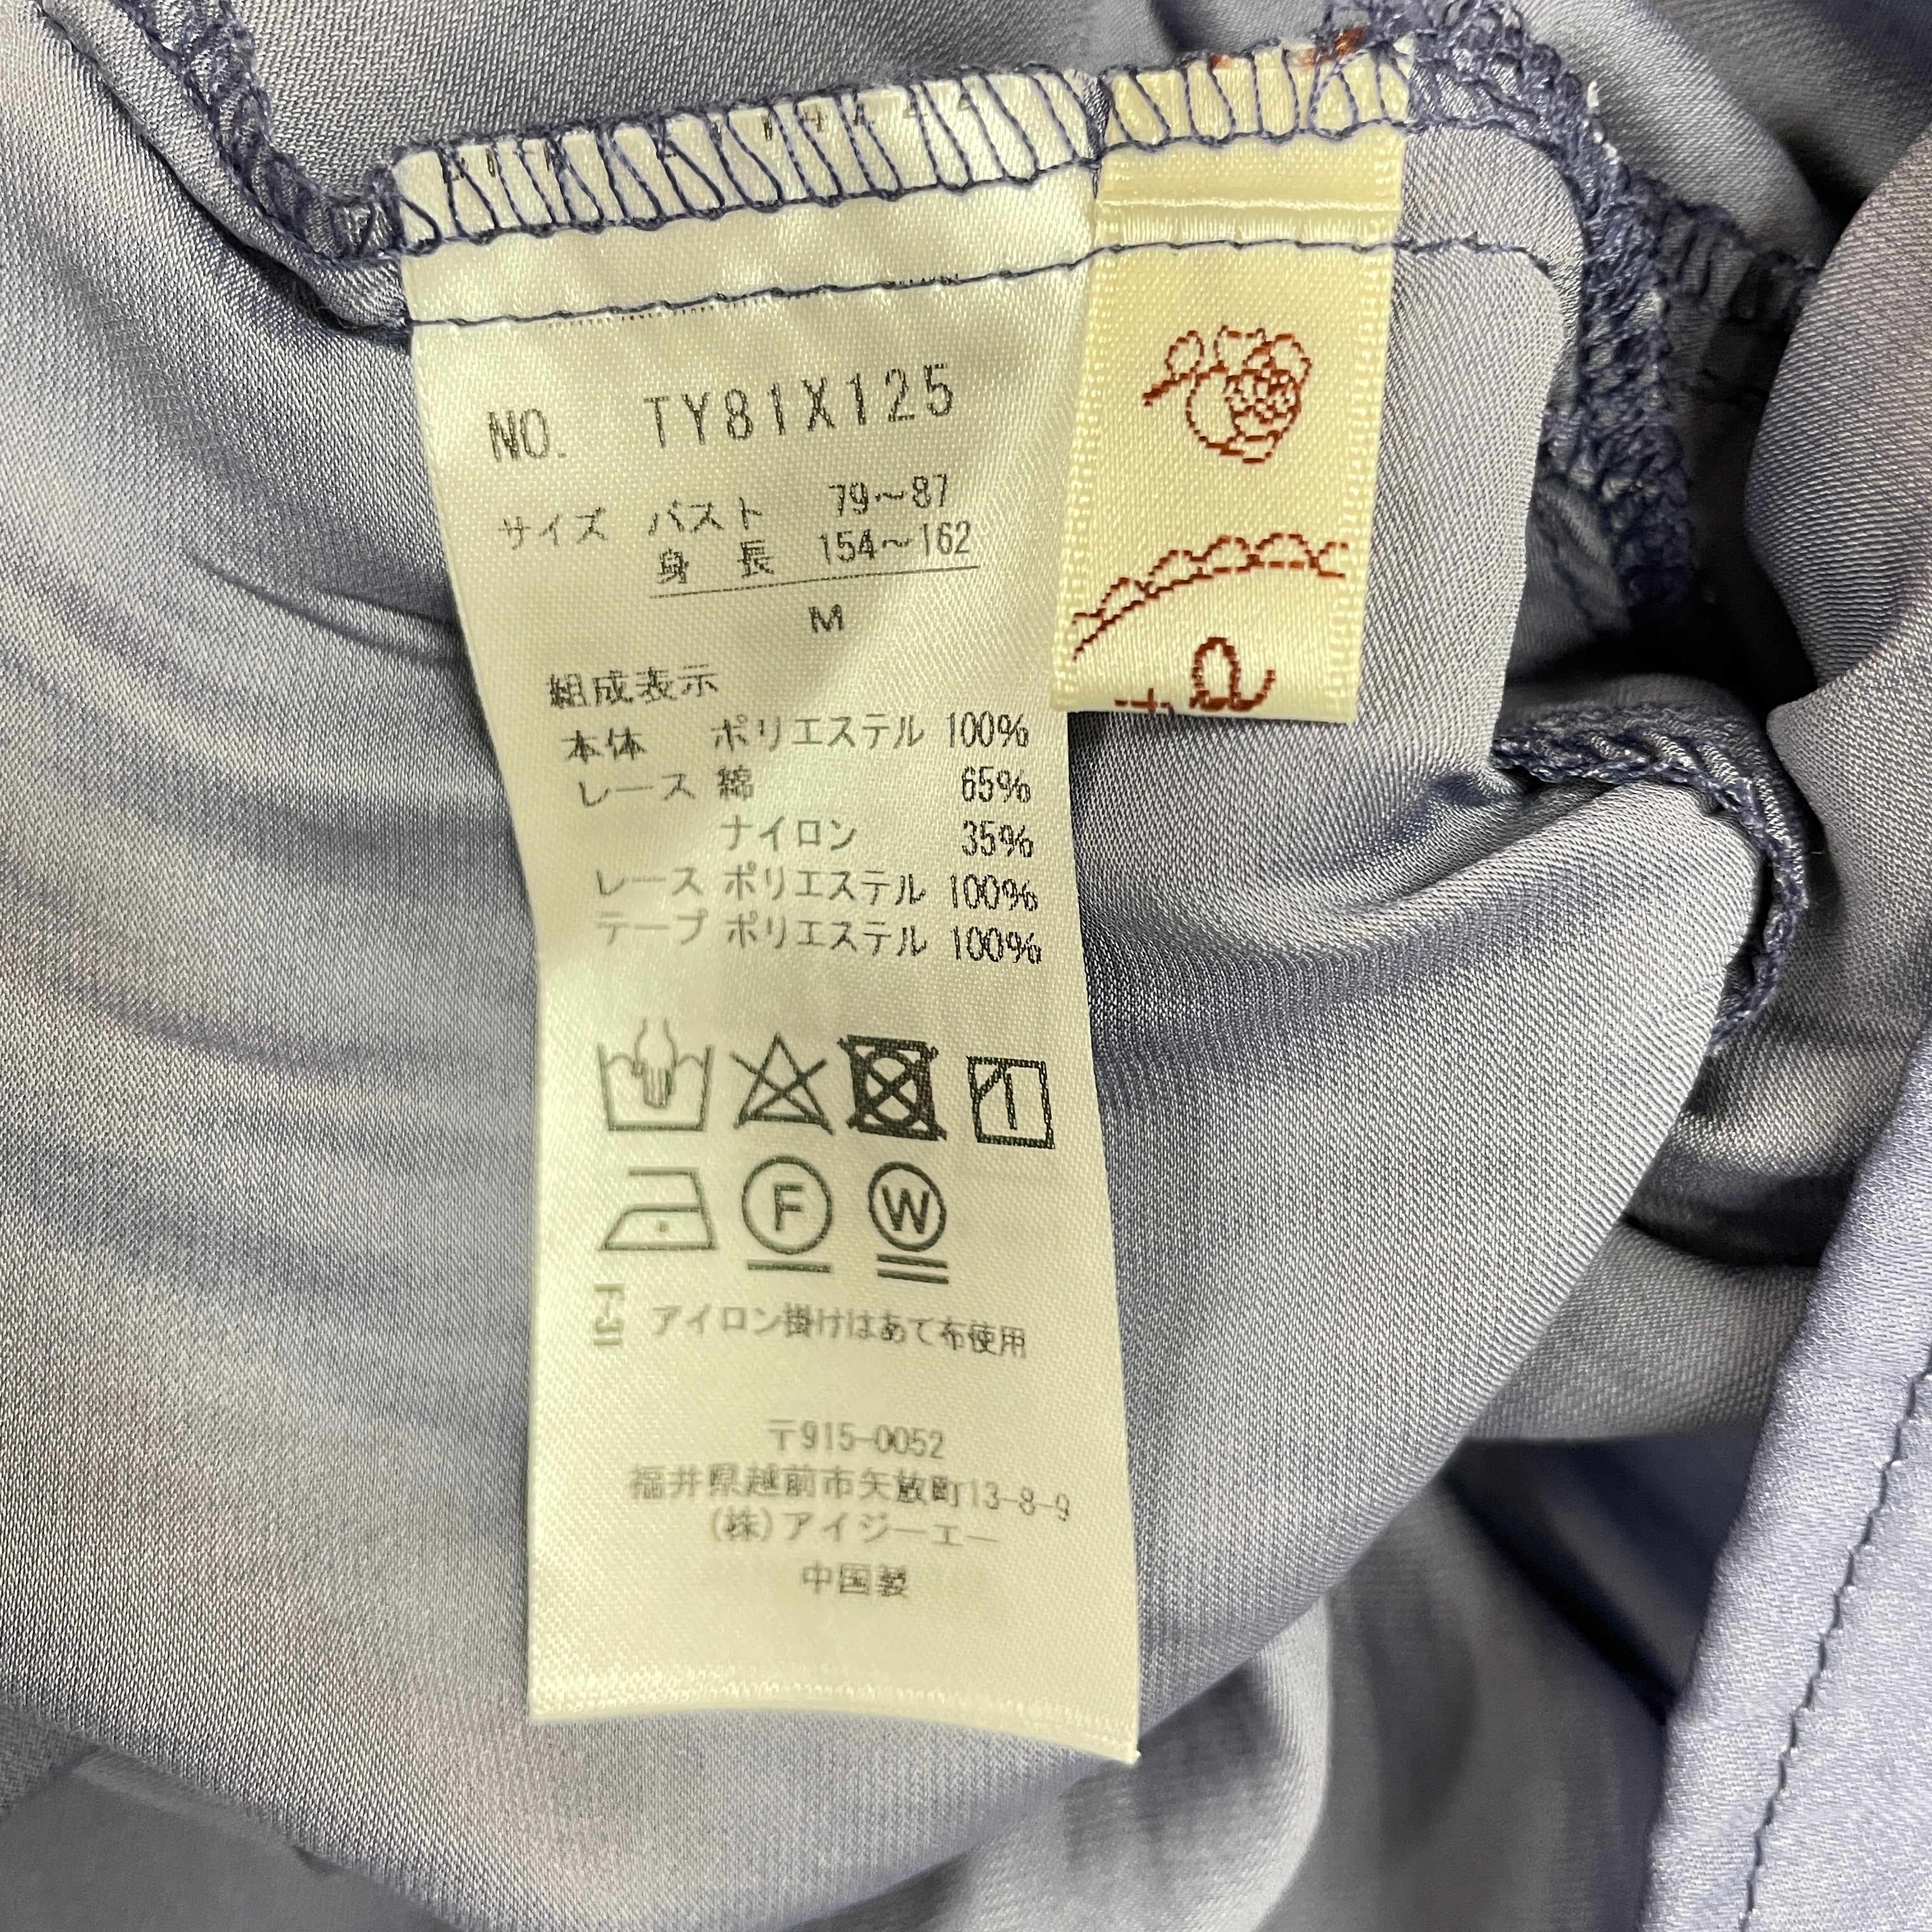 NO. TY81X125
サイズ バスト 79~87
身長 154~162
M
組成表示
本体 ポリエステル 100%
レース 綿 65%
ナイロン 35%
レース ポリエステル 100%
テープ ポリエステル 100%
F
W
アイロン掛けはあて布使用
〒915-0052
福井県越前市矢放町13-8-9
(株)アイジーエー
中国製